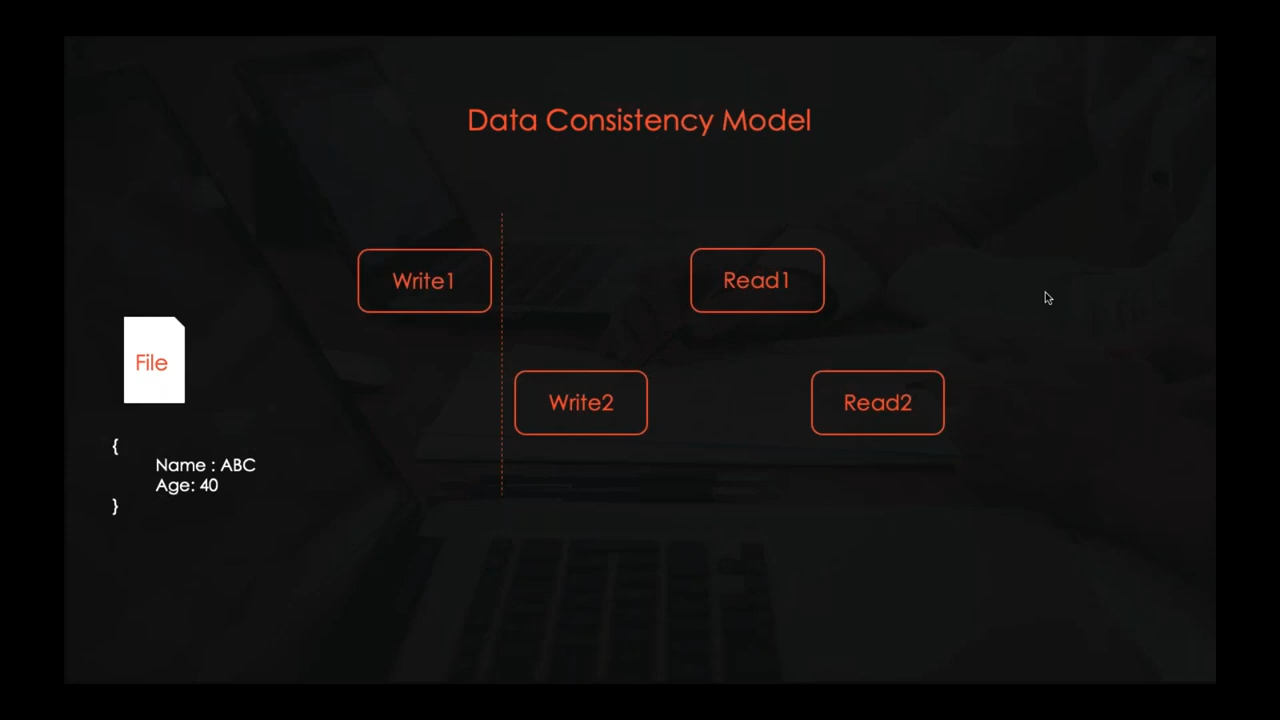 Data Consistency Model
Write1
Read1
File
Write2
Read2
{
Name : ABC
Age: 40
}